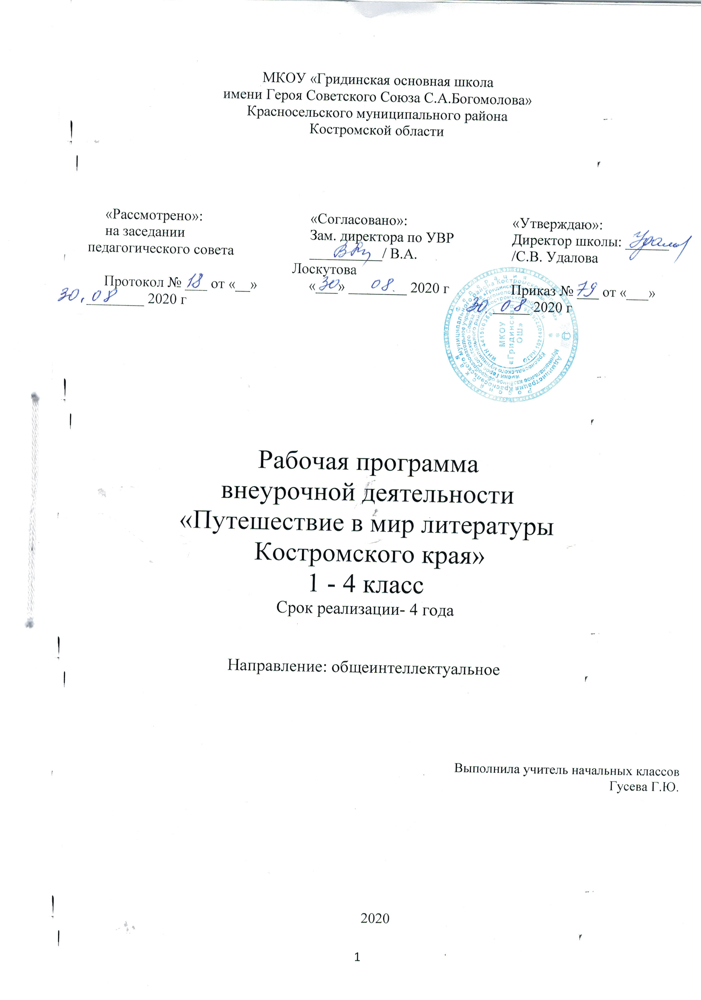 МКОУ «Гридинская основная школа
имени Героя Советского Союза С.А.Богомолова»
Красносельского муниципального района
Костромской области
«Рассмотрено»:
на заседании
педагогического совета
Протокол № 18 от «__»
30.08 2020 г
«Согласовано»:
Зам. директора по УВР
__________/ В.А.
Лоскутова
«30» 08. 2020 г
«Утверждаю»:
Директор школы: ______
/С.В. Удалова
Приказ № 79 от «___»
30.08 2020 г
МКОУ
«Гридинская
ОШ»
ИНН 4415003687
Рабочая программа
внеурочной деятельности
«Путешествие в мир литературы
Костромского края»
1 - 4 класс
Срок реализации- 4 года
Направление: общеинтеллектуальное
Выполнила учитель начальных классов
Гусева Г.Ю.
2020
1